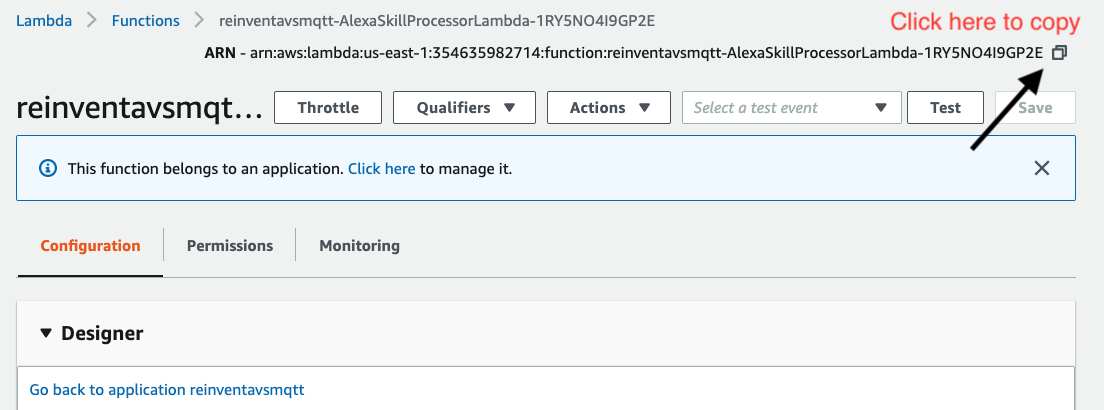 Lambda > Functions > reinventavsmqtt-AlexaSkillProcessorLambda-1RY5NO4I9GP2E
Click here to copy
ARN - arn:aws:lambda:us-east-1:354635982714:function:reinventavsmqtt-AlexaSkillProcessorLambda-1RY5NO4I9GP2E
reinventavsmqt... Throttle Qualifiers Actions Select a test event Test Save
This function belongs to an application. Click here to manage it.
Configuration Permissions Monitoring
Designer
Go back to application reinventavsmqtt